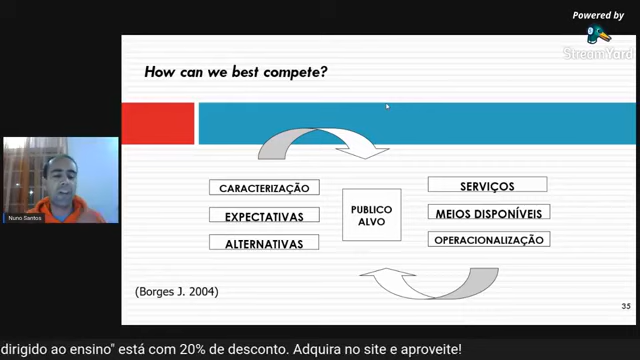 Powered by
StreamYard
How can we best compete?
CARACTERIZAÇÃO
EXPECTATIVAS
ALTERNATIVAS
PUBLICO
ALVO
SERVIÇOS
MEIOS DISPONÍVEIS
OPERACIONALIZAÇÃO
Nuno Santos
(Borges J. 2004)
35
dirigido ao ensino" está com 20% de desconto. Adquira no site e aproveite!